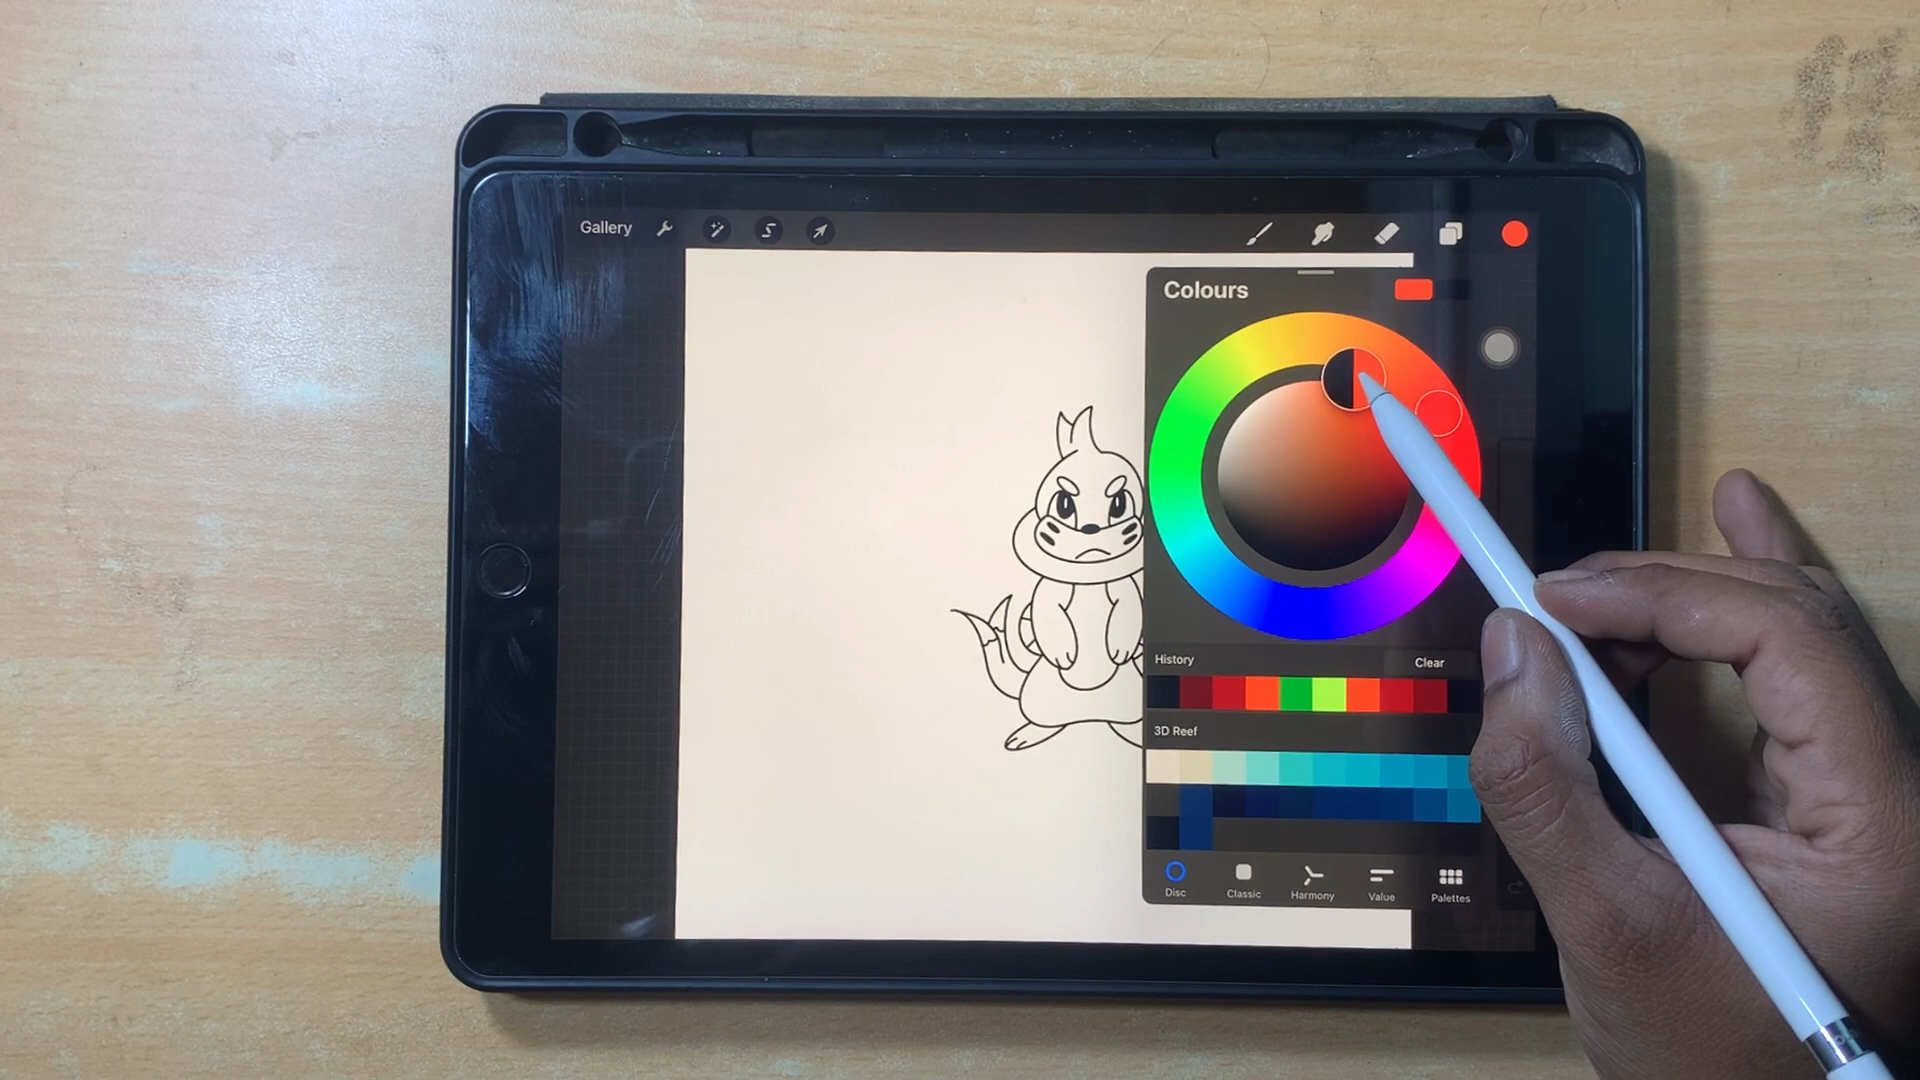 Gallery
Colours
History
Clear
3D Reef
Disc
Classic
Harmony
Value
Palettes